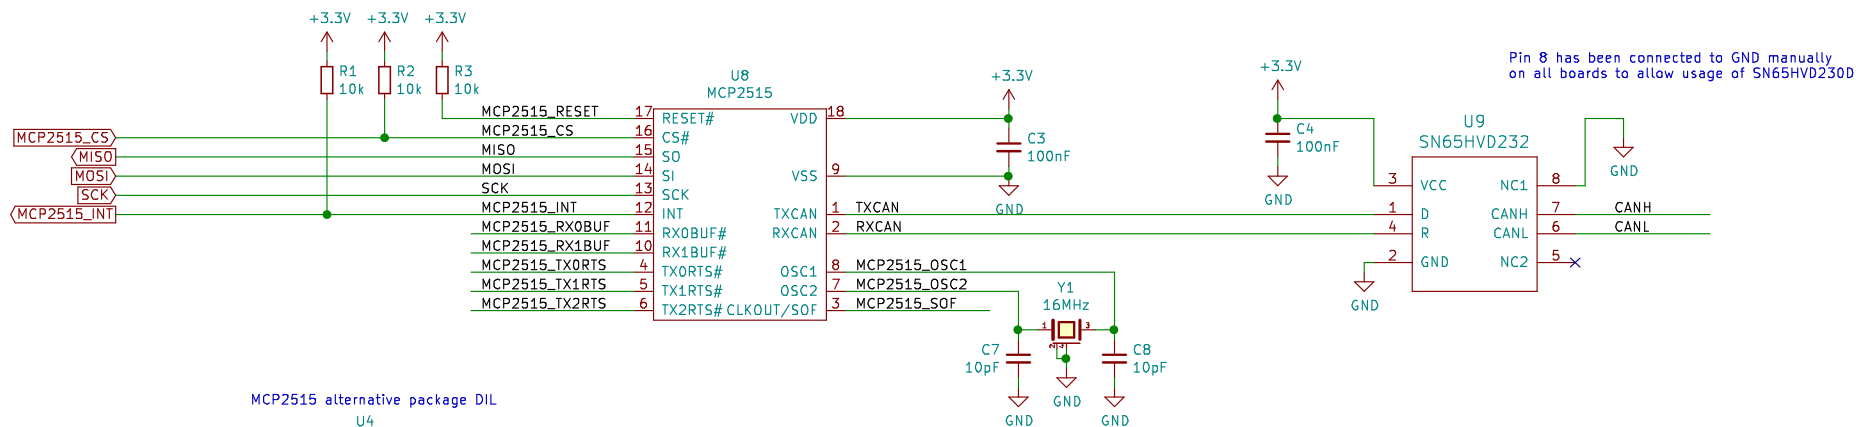 +3.3V
+3.3V
+3.3V
R1
10k
R2
10k
R3
10k
MCP2515_CS
MISO
MOSI
SCK
MCP2515_INT
MCP2515_RESET
MCP2515_CS
MISO
MOSI
SCK
MCP2515_INT
MCP2515_RX0BUF
MCP2515_RX1BUF
MCP2515_TX0RTS
MCP2515_TX1RTS
MCP2515_TX2RTS
U8
MCP2515
17 RESET# VDD 18
16 CS#
15 SO
14 SI VSS 9
13 SCK
12 INT TXCAN 1
11 RX0BUF# RXCAN 2
10 RX1BUF#
4 TX0RTS# OSC1 8
5 TX1RTS# OSC2 7
6 TX2RTS# CLKOUT/SOF 3
+3.3V
C3
100nF
GND
TXCAN
RXCAN
MCP2515_OSC1
MCP2515_OSC2
MCP2515_SOF
Y1
16MHz
1 3
2 4
C7
10pF
C8
10pF
GND
GND
GND
+3.3V
C4
100nF
GND
Pin 8 has been connected to GND manually
on all boards to allow usage of SN65HVD230D
U9
SN65HVD232
3 VCC NC1 8
1 D CANH 7
4 R CANL 6
2 GND NC2 5
GND
GND
CANH
CANL
MCP2515 alternative package DIL
U4